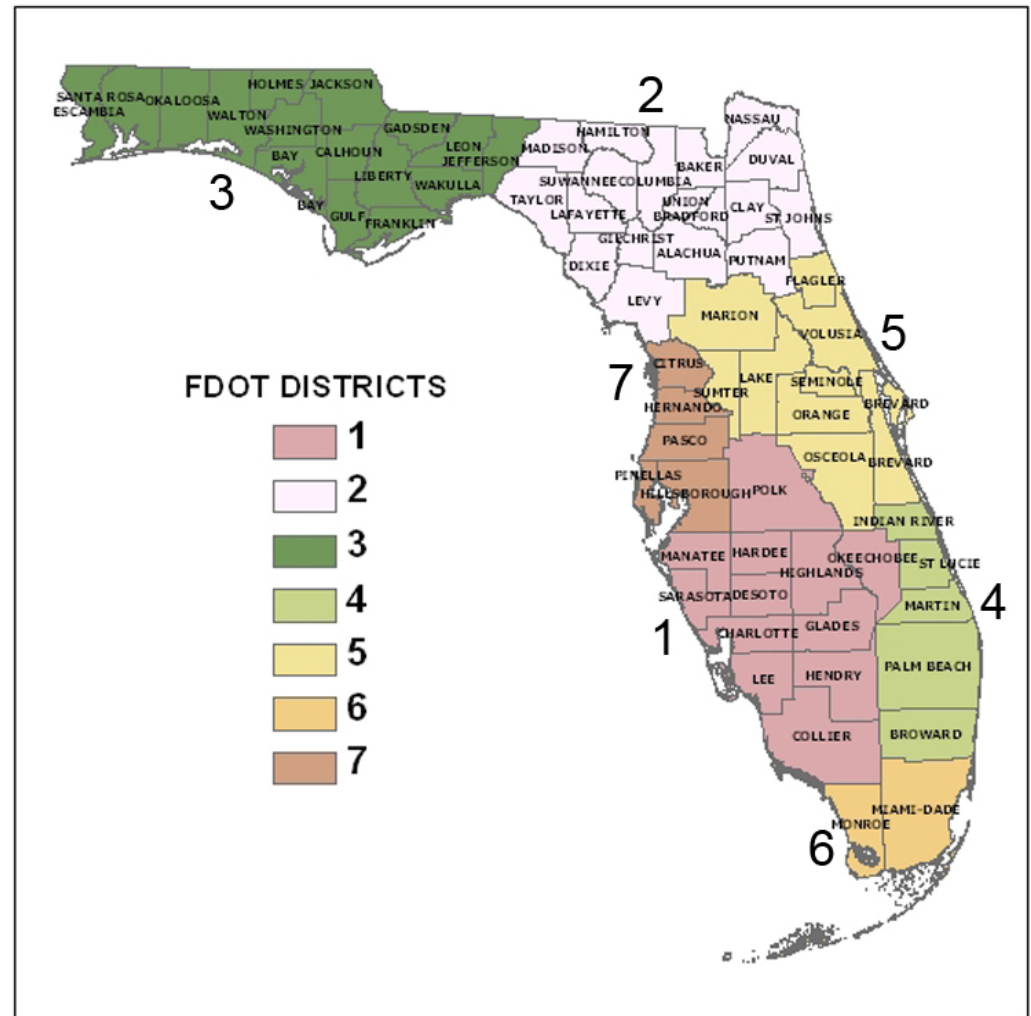 2
HOLMES JACKSON
SANTA ROSA OKALOOSA
ESCAMBIA
WALTON
WASHINGTON
GADSDEN
LEON
JEFFERSON
BAY
CALHOUN
LIBERTY
WAKULLA
BAY
GULF
FRANKLIN
3
NASSAU
HAMILTON
MADISON
BAKER
DUVAL
SUWANNEE COLUMBIA
TAYLOR
UNION
LAFAYETTE
BRADFORD
CLAY
ST JOHNS
GILCHRIST
ALACHUA
PUTNAM
DIXIE
FLAGLER
LEVY
MARION
VOLUSIA
5
7
CITRUS
LAKE
SEMINOLE
SUMTER
BREVARD
HERNANDO
ORANGE
PASCO
OSCEOLA
BREVARD
PINELLAS
HILLSBOROUGH
POLK
INDIAN RIVER
MANATEE
HARDEE
OKEECHOBEE
ST LUCIE
HIGHLANDS
SARASOTA
DESOTO
MARTIN
4
1
CHARLOTTE
GLADES
PALM BEACH
LEE
HENDRY
COLLIER
BROWARD
MIAMI-DADE
MONROE
6
FDOT DISTRICTS
1
2
3
4
5
6
7